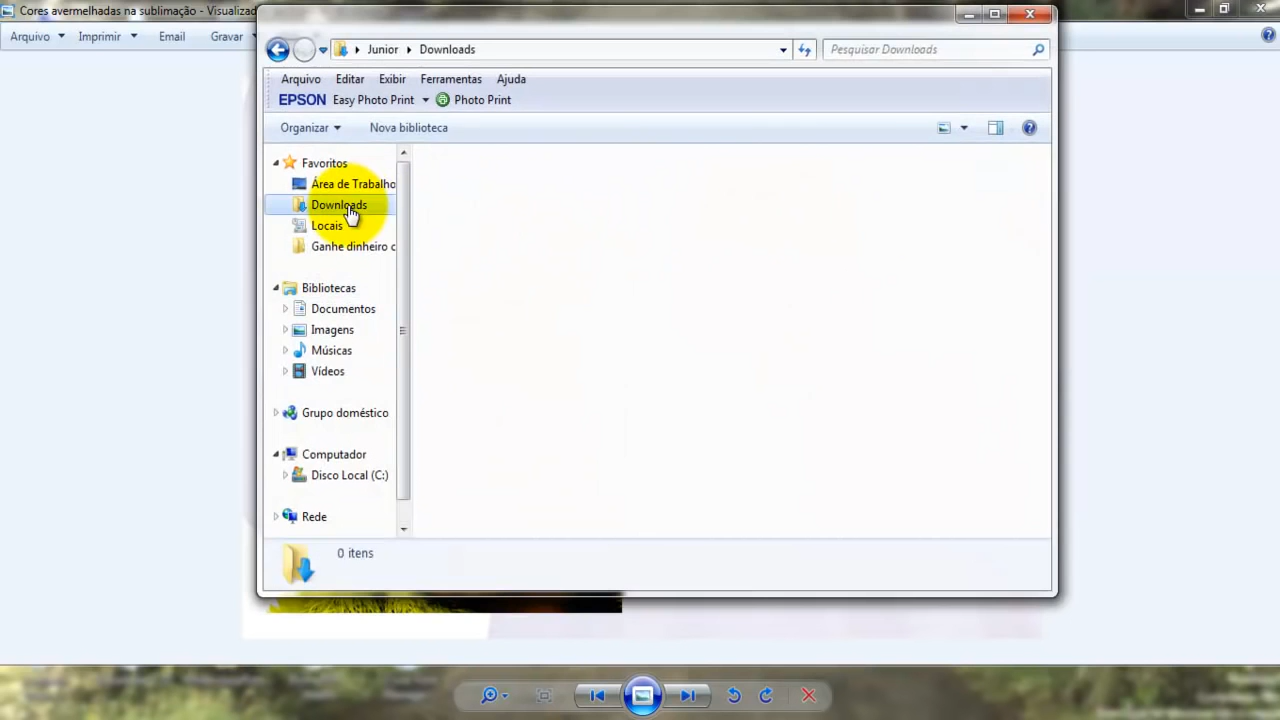 Cores avermelhadas na sublimação - Visualizad
Arquivo Imprimir Email Gravar
Junior Downloads
Pesquisar Downloads
Arquivo Editar Exibir Ferramentas Ajuda
EPSON Easy Photo Print Photo Print
Organizar Nova biblioteca
Favoritos
Área de Trabalho
Downloads
Locais
Ganhe dinheiro c
Bibliotecas
Documentos
Imagens
Músicas
Vídeos
Grupo doméstico
Computador
Disco Local (C:)
Rede
0 itens